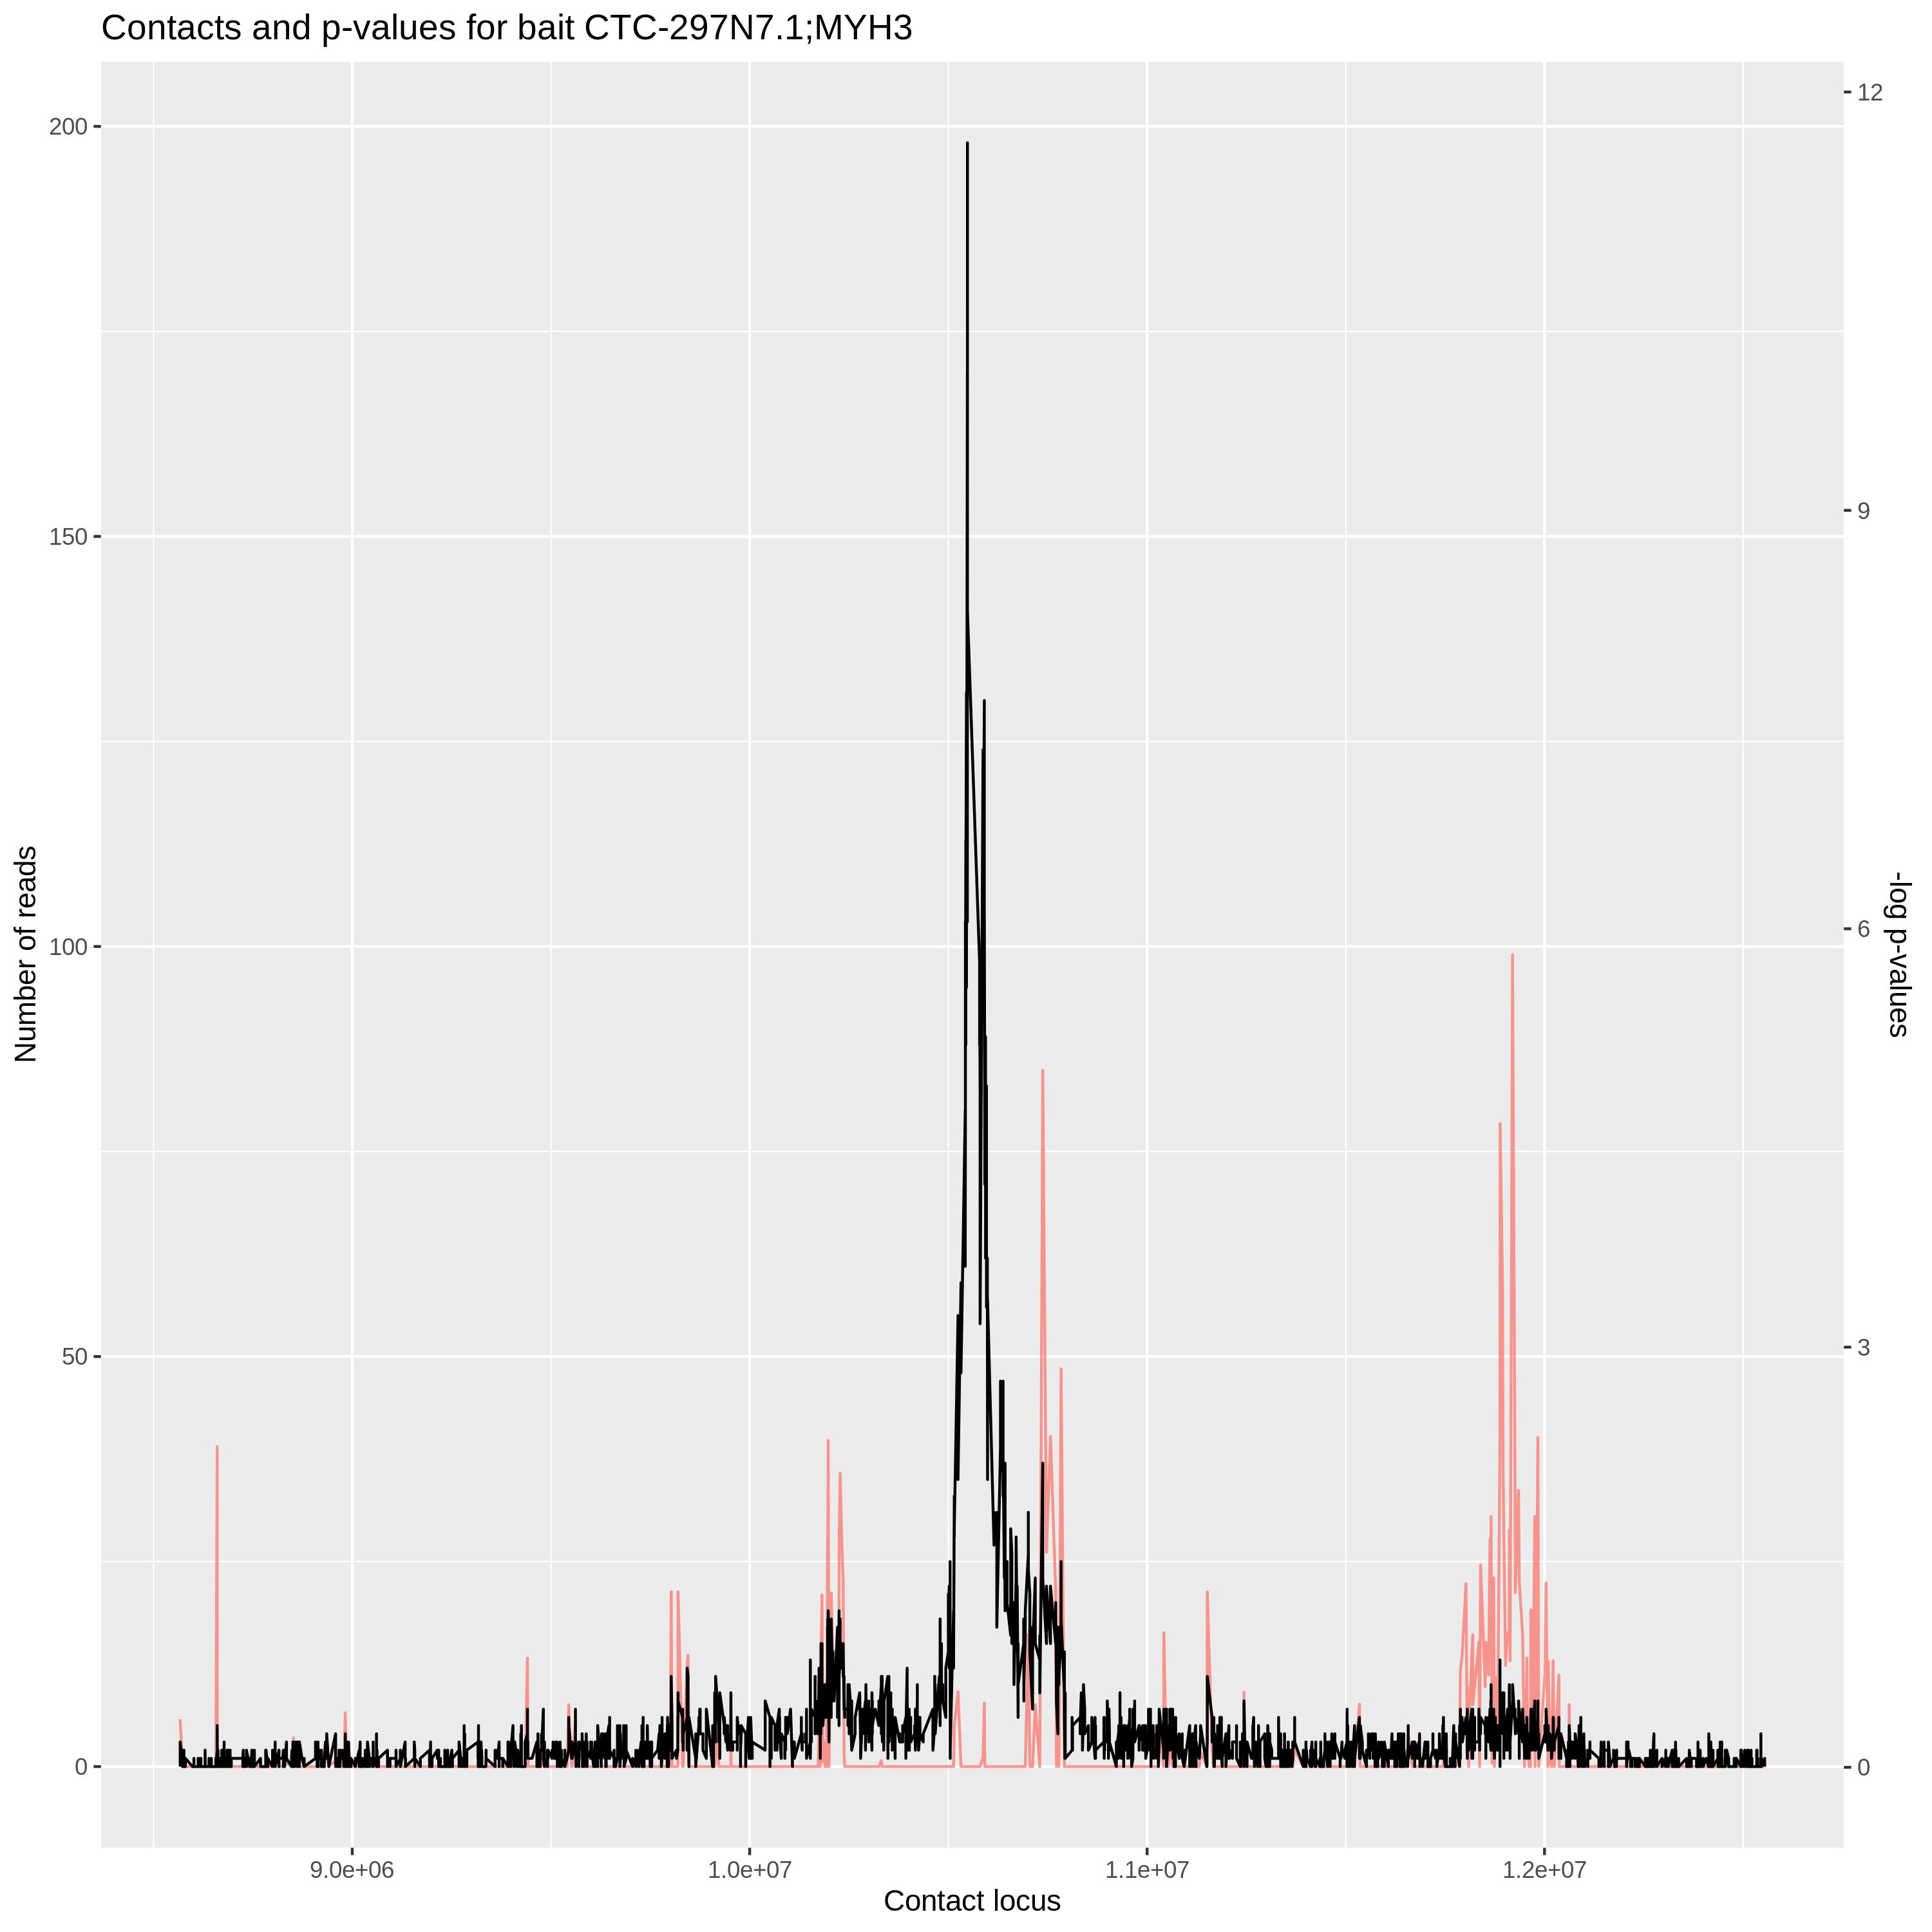 Contacts and p-values for bait CTC-297N7.1;MYH3
200
150
100
50
0
Number of reads
12
9
6
3
0
-log p-values
9.0e+06
1.0e+07
1.1e+07
1.2e+07
Contact locus